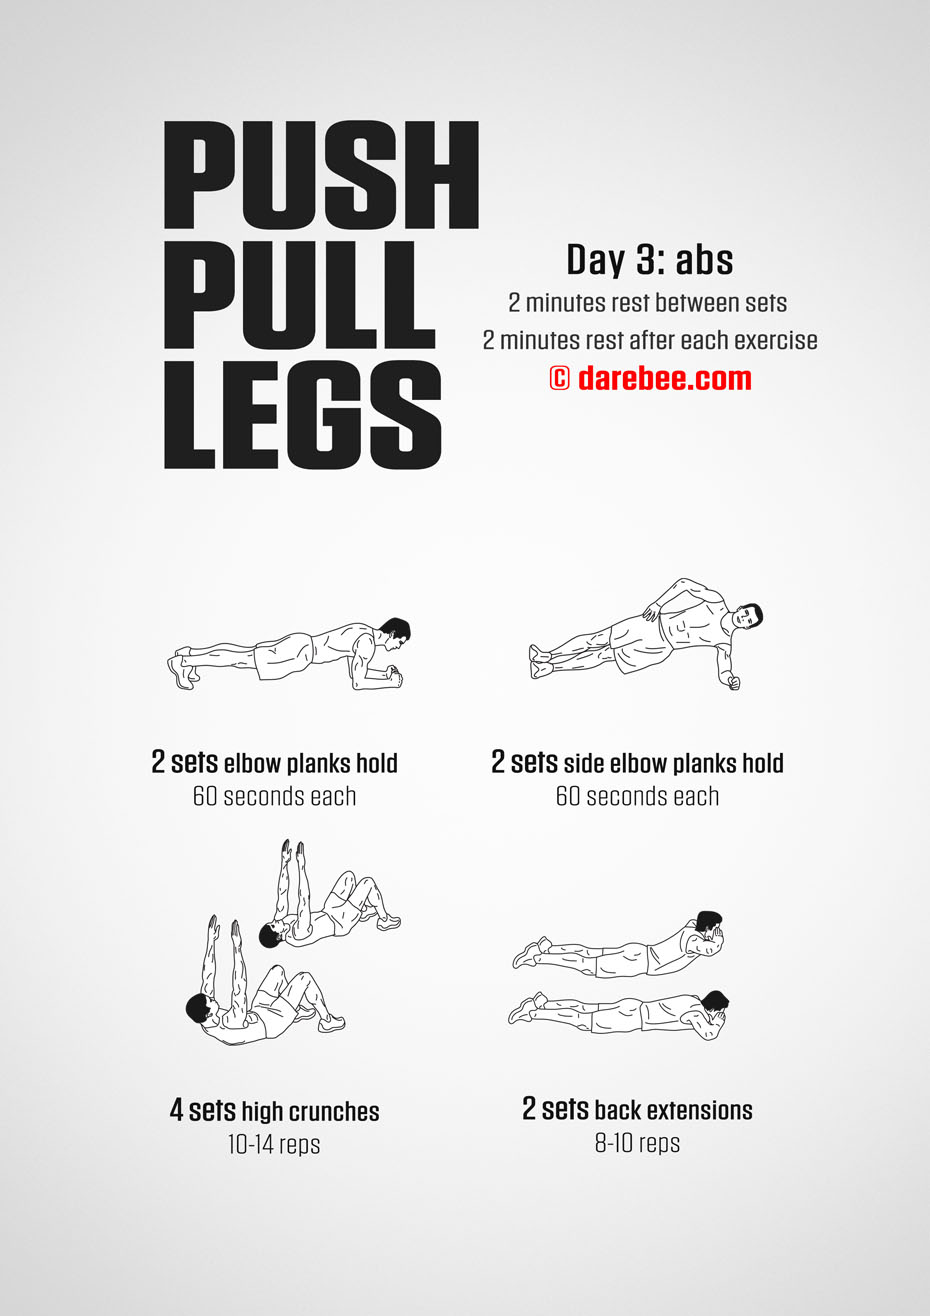 PUSH
PULL
LEGS
Day 3: abs
2 minutes rest between sets
2 minutes rest after each exercise
© darebee.com
2 sets elbow planks hold
60 seconds each
2 sets side elbow planks hold
60 seconds each
4 sets high crunches
10-14 reps
2 sets back extensions
8-10 reps